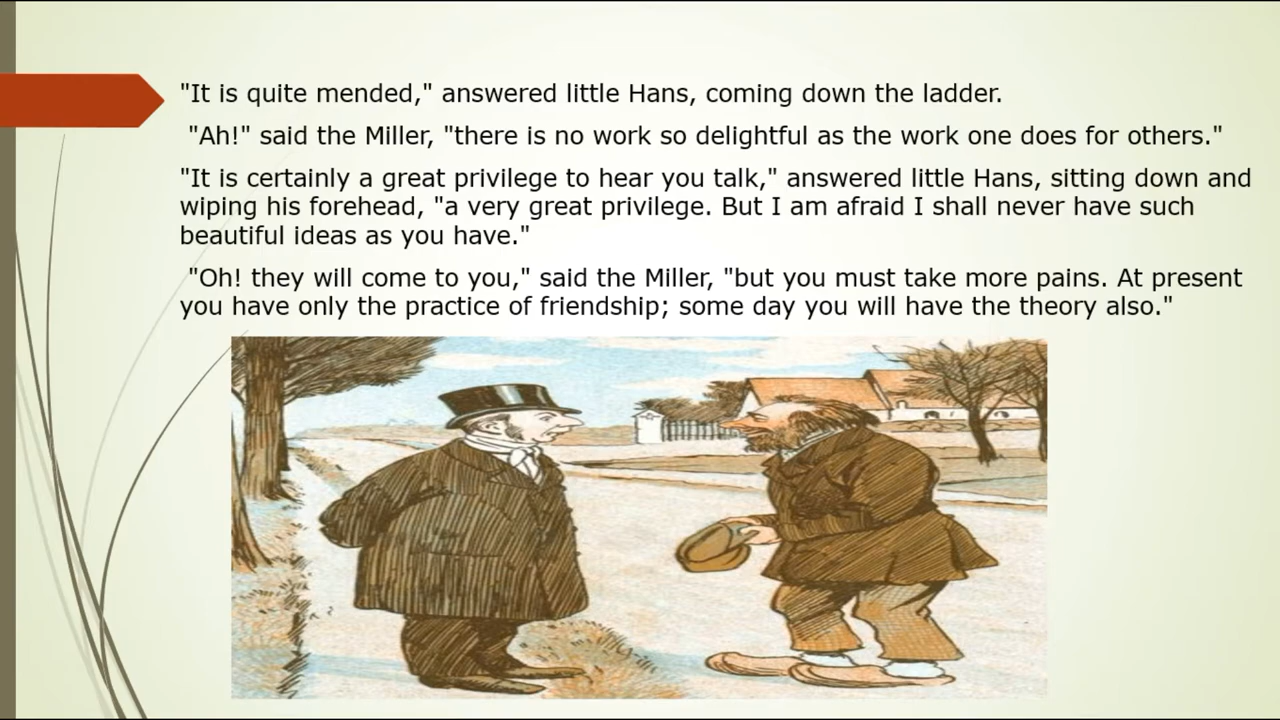 "It is quite mended," answered little Hans, coming down the ladder.
"Ah!" said the Miller, "there is no work so delightful as the work one does for others."
"It is certainly a great privilege to hear you talk," answered little Hans, sitting down and
wiping his forehead, "a very great privilege. But I am afraid I shall never have such
beautiful ideas as you have."
"Oh! they will come to you," said the Miller, "but you must take more pains. At present
you have only the practice of friendship; some day you will have the theory also."